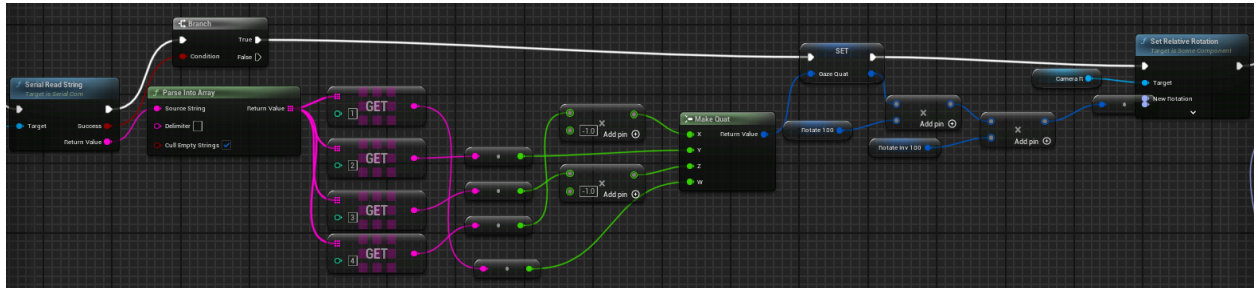 Branch
True
Condition
False
Serial Read String
Target is Serial Com
Target
Success
Return Value
Parse Into Array
Source String
Return Value
Delimiter
Cull Empty Strings
GET
1
GET
2
GET
3
GET
4
×
-1.0
Add pin
×
-1.0
Add pin
Make Quat
X
Return Value
Y
Z
W
SET
Gaze Quat
Rotate 180
×
Add pin
Rotate Inv 180
×
Add pin
Camera R
Set Relative Rotation
Target is Scene Component
Target
New Rotation